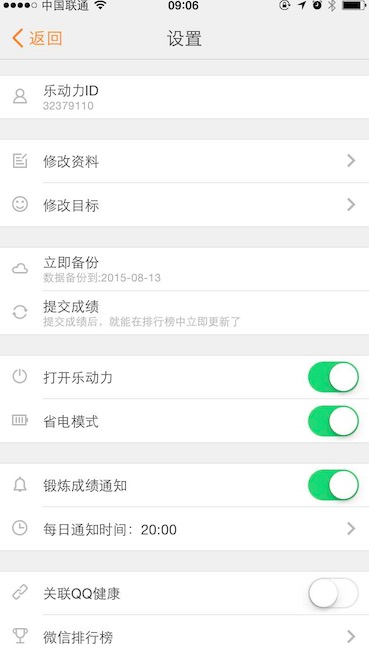 中国联通 09:06
返回 设置
乐动力ID
32379110
修改资料
修改目标
立即备份
数据备份到:2015-08-13
提交成绩
提交成绩后，就能在排行榜中立即更新了
打开乐动力
省电模式
锻炼成绩通知
每日通知时间：20:00
关联QQ健康
微信排行榜